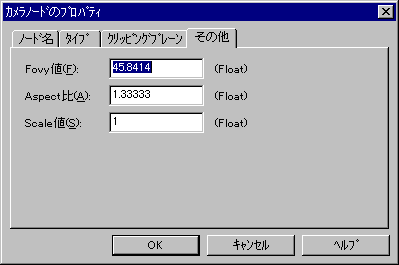 ｶﾒﾗﾉｰﾄﾞのﾌﾟﾛﾊﾟﾃｨ
ﾉｰﾄﾞ名 ﾀｲﾌﾟ ｸﾘｯﾋﾟﾝｸﾞﾌﾟﾚｰﾝ その他
Fovy値(F): 45.8414 (Float)
Aspect比(A): 1.33333 (Float)
Scale値(S): 1 (Float)
OK ｷｬﾝｾﾙ ﾍﾙﾌﾟ